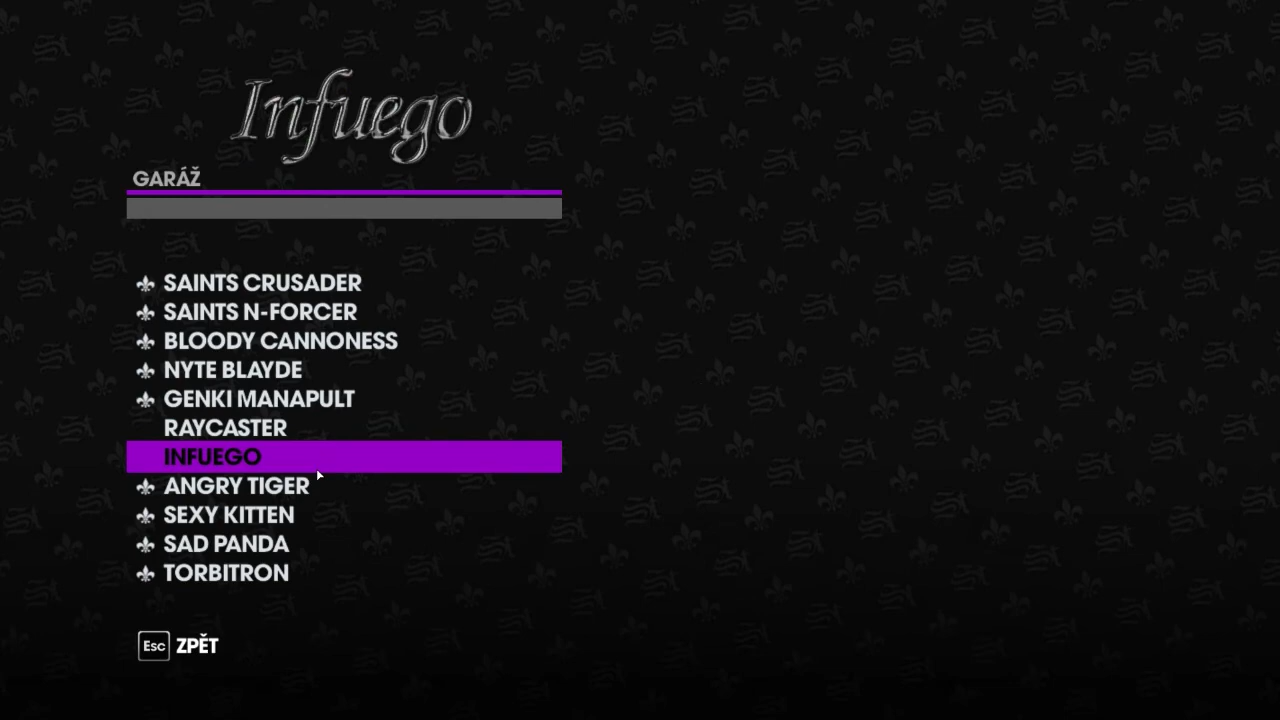 Infuego
GARÁŽ
SAINTS CRUSADER
SAINTS N-FORCER
BLOODY CANNONESS
NYTE BLAYDE
GENKI MANAPULT
RAYCASTER
INFUEGO
ANGRY TIGER
SEXY KITTEN
SAD PANDA
TORBITRON
Esc ZPĚT